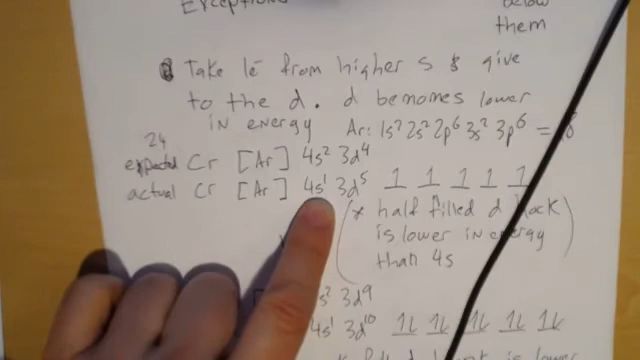 Exceptions
below
them
Take 1e⁻ from higher s & give
to the d. d becomes lower
in energy Ar: 1s² 2s² 2p⁶ 3s² 3p⁶ = 18
24
expected Cr [Ar] 4s² 3d⁴
actual Cr [Ar] 4s¹ 3d⁵ 1 1 1 1 1
(* half filled d block
is lower in energy
than 4s)
s² 3d⁹
4s¹ 3d¹⁰ 1L 1L 1L 1L 1L
is lower